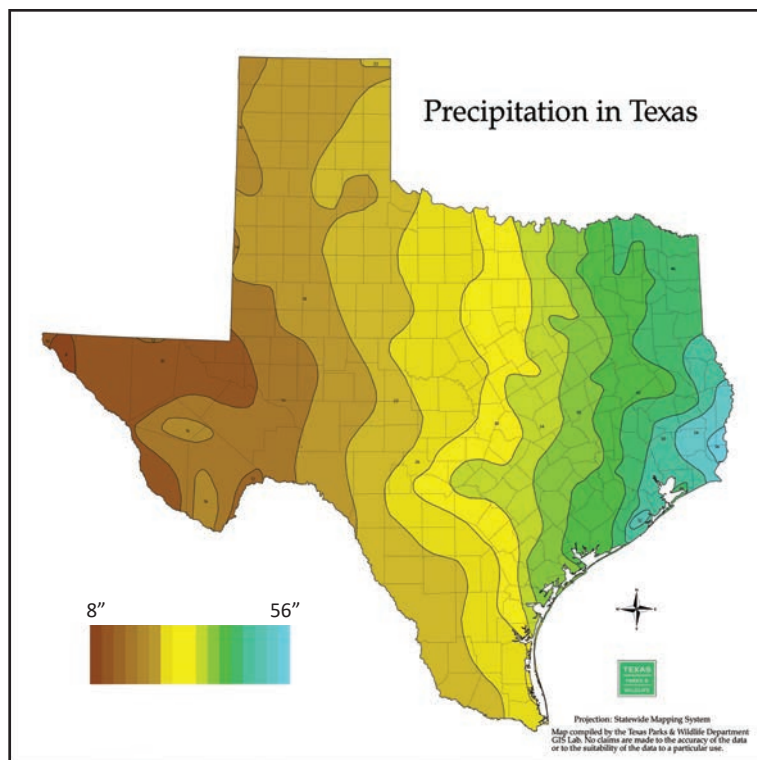 Precipitation in Texas
8” 56”
TEXAS
PARKS &
WILDLIFE
Projection: Statewide Mapping System
Map compiled by the Texas Parks & Wildlife Department
GIS Lab. No claims are made to the accuracy of the data
or to the suitability of the data to a particular use.